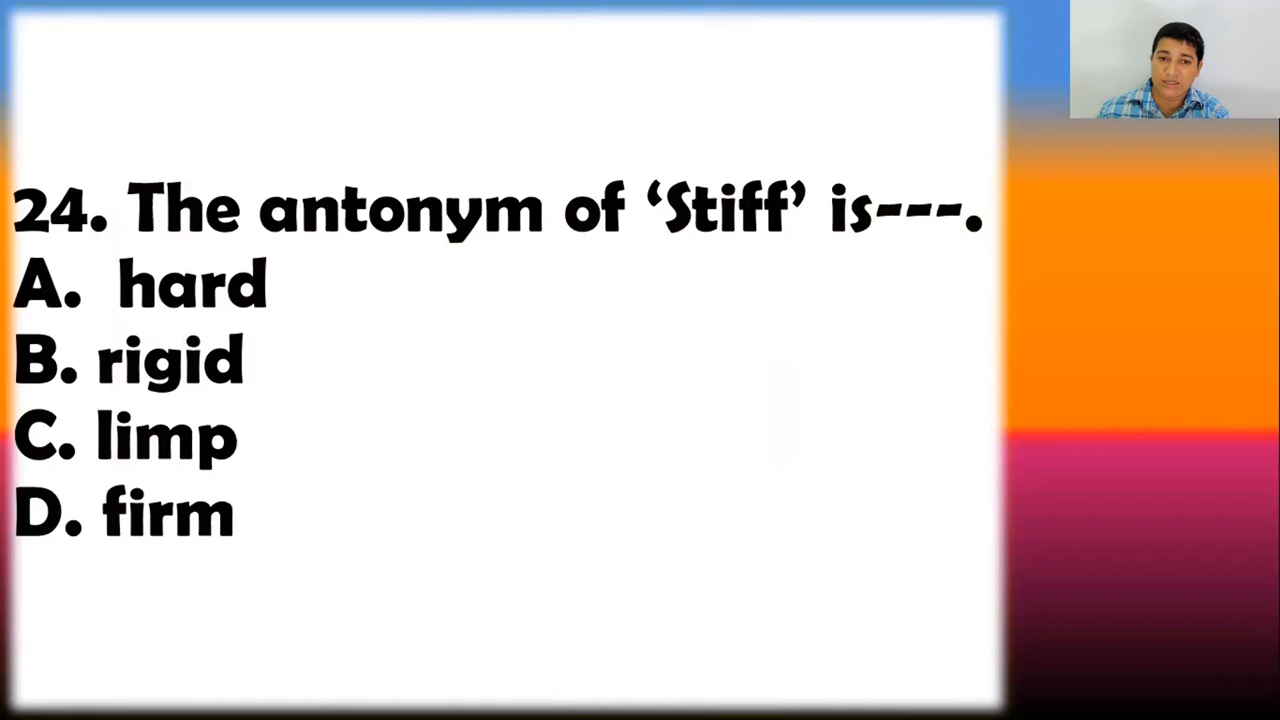 24. The antonym of ‘Stiff’ is---.
A. hard
B. rigid
C. limp
D. firm